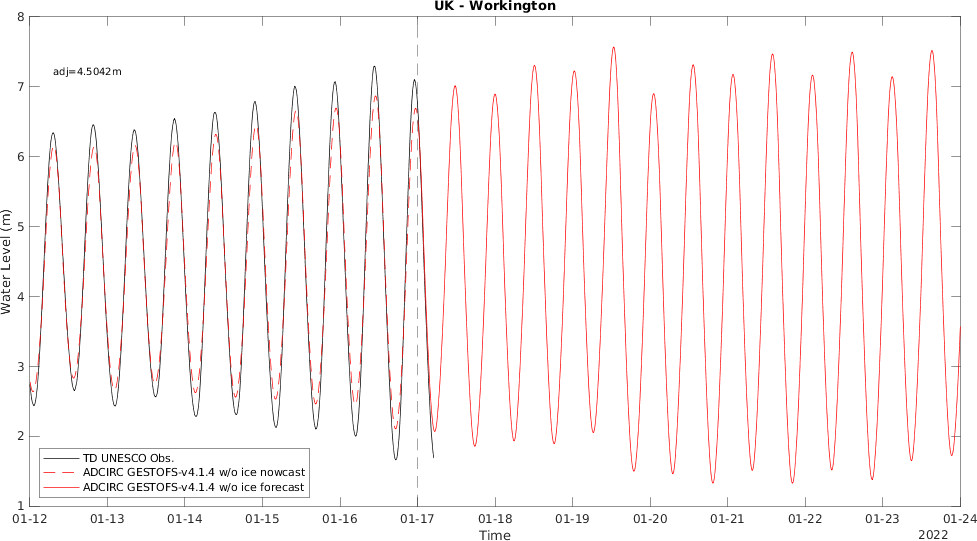 UK - Workington
8
adj=4.5042m
7
6
5
4
3
2
1
Water Level (m)
TD UNESCO Obs.
ADCIRC GESTOFS-v4.1.4 w/o ice nowcast
ADCIRC GESTOFS-v4.1.4 w/o ice forecast
01-12 01-13 01-14 01-15 01-16 01-17 01-18 01-19 01-20 01-21 01-22 01-23 01-24
Time
2022